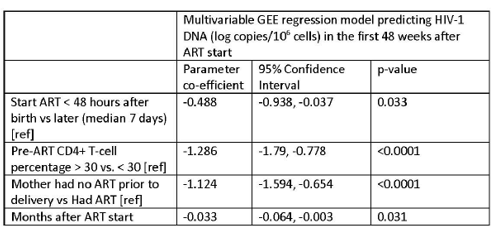 Multivariable GEE regression model predicting HIV-1
DNA (log copies/10⁶ cells) in the first 48 weeks after
ART start
Parameter
co-efficient
95% Confidence
Interval
p-value
Start ART < 48 hours after
birth vs later (median 7 days)
[ref]
-0.488
-0.938, -0.037
0.033
Pre-ART CD4+ T-cell
percentage > 30 vs. < 30 [ref]
-1.286
-1.79, -0.778
<0.0001
Mother had no ART prior to
delivery vs Had ART [ref]
-1.124
-1.594, -0.654
<0.0001
Months after ART start
-0.033
-0.064, -0.003
0.031